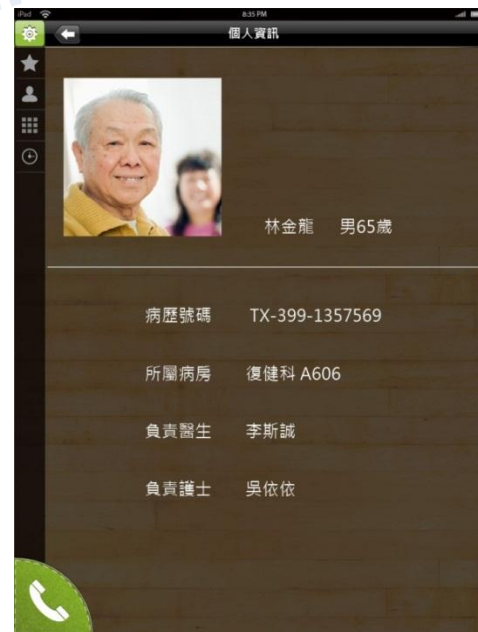 iPad 8:35 PM
個人資訊
林金龍 男65歲
病歷號碼 TX-399-1357569
所屬病房 復健科 A606
負責醫生 李斯誠
負責護士 吳依依